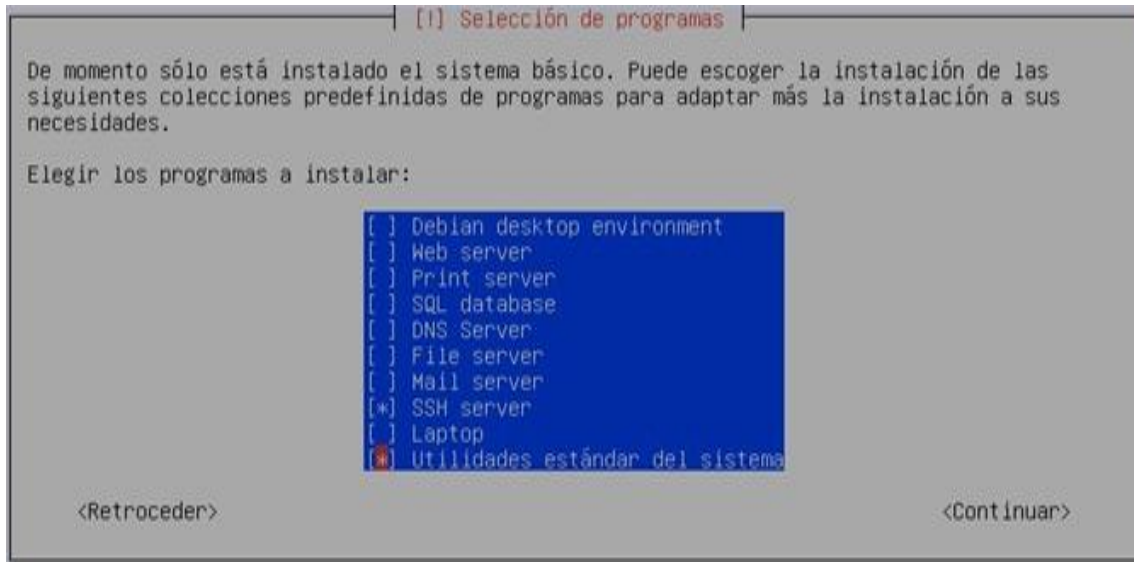 [!] Selección de programas
De momento sólo está instalado el sistema básico. Puede escoger la instalación de las
siguientes colecciones predefinidas de programas para adaptar más la instalación a sus
necesidades.
Elegir los programas a instalar:
[ ] Debian desktop environment
[ ] Web server
[ ] Print server
[ ] SQL database
[ ] DNS Server
[ ] File server
[ ] Mail server
[*] SSH server
[ ] Laptop
[*] Utilidades estándar del sistema
<Retroceder> <Continuar>